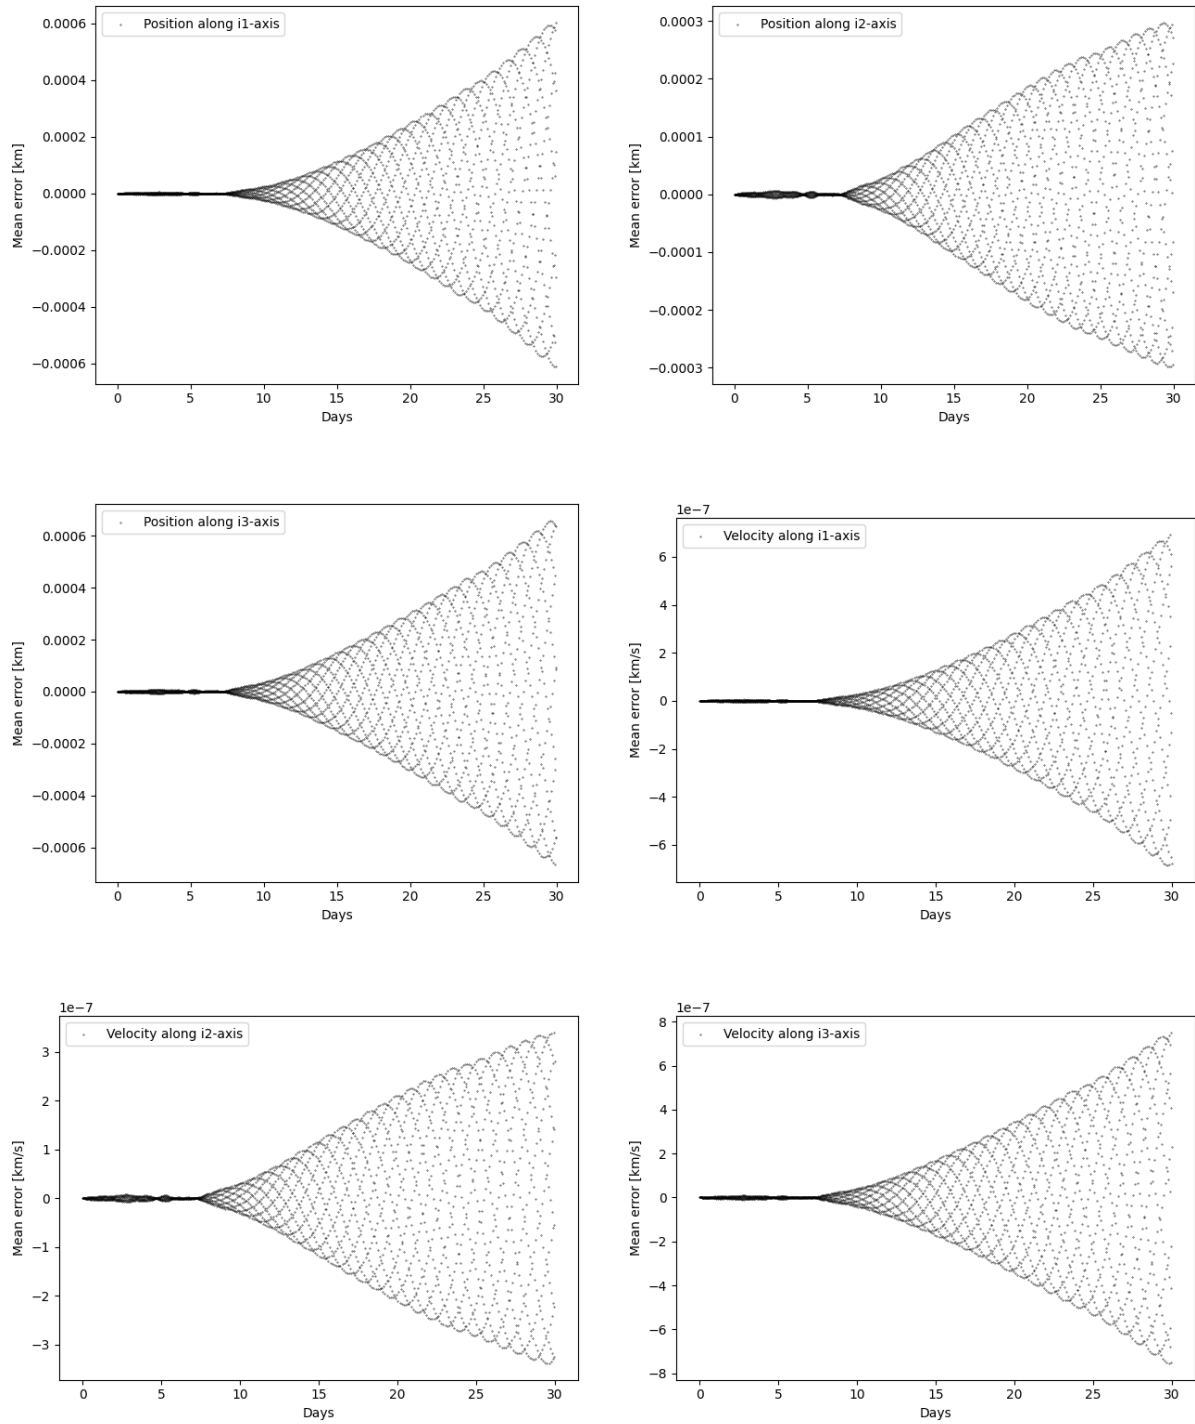 Position along i1-axis
0.0006
0.0004
0.0002
0.0000
−0.0002
−0.0004
−0.0006
Mean error [km]
0 5 10 15 20 25 30
Days
Position along i2-axis
0.0003
0.0002
0.0001
0.0000
−0.0001
−0.0002
−0.0003
Mean error [km]
0 5 10 15 20 25 30
Days
Position along i3-axis
0.0006
0.0004
0.0002
0.0000
−0.0002
−0.0004
−0.0006
Mean error [km]
0 5 10 15 20 25 30
Days
1e−7
Velocity along i1-axis
6
4
2
0
−2
−4
−6
Mean error [km/s]
0 5 10 15 20 25 30
Days
1e−7
Velocity along i2-axis
3
2
1
0
−1
−2
−3
Mean error [km/s]
0 5 10 15 20 25 30
Days
1e−7
Velocity along i3-axis
8
6
4
2
0
−2
−4
−6
−8
Mean error [km/s]
0 5 10 15 20 25 30
Days